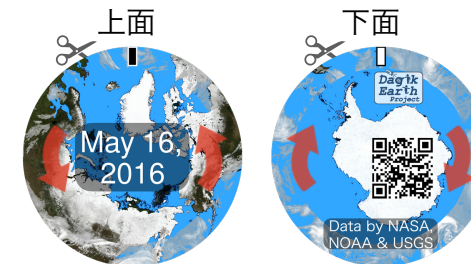 上面
下面
May 16,
2016
Dagik
Earth
Project
Data by NASA,
NOAA & USGS